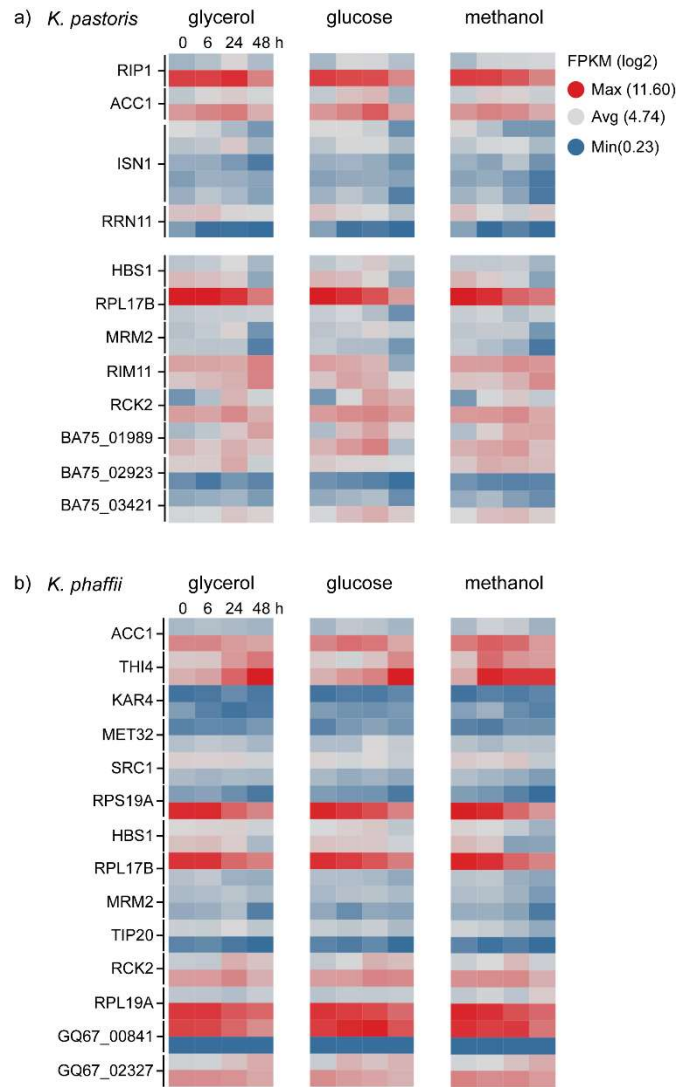 a) K. pastoris glycerol glucose methanol
0 6 24 48 h
FPKM (log2)
Max (11.60)
Avg (4.74)
Min(0.23)
RIP1
ACC1
ISN1
RRN11
HBS1
RPL17B
MRM2
RIM11
RCK2
BA75_01989
BA75_02923
BA75_03421
b) K. phaffii glycerol glucose methanol
0 6 24 48 h
ACC1
THI4
KAR4
MET32
SRC1
RPS19A
HBS1
RPL17B
MRM2
TIP20
RCK2
RPL19A
GQ67_00841
GQ67_02327